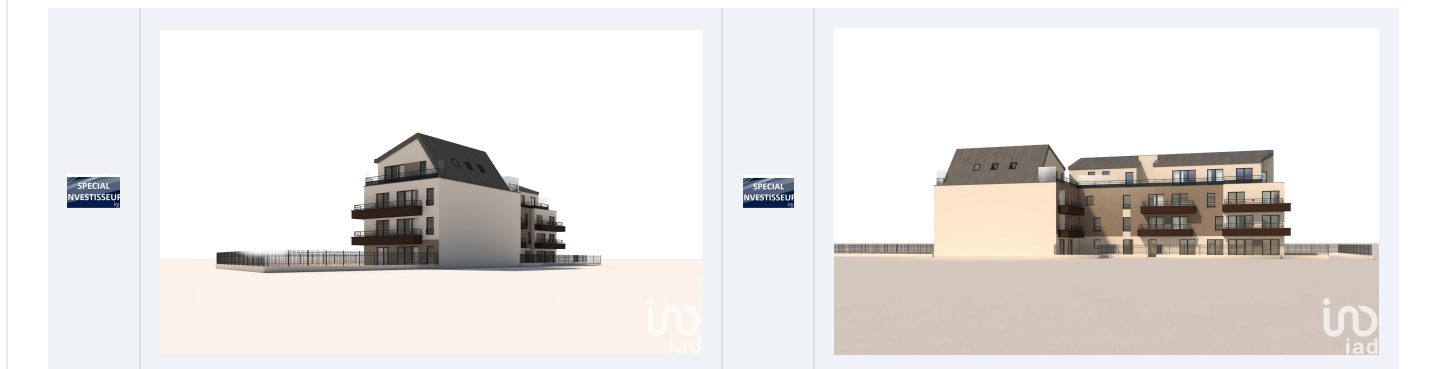 SPECIAL
NVESTISSEUR
iad
SPECIAL
NVESTISSEUR
iad